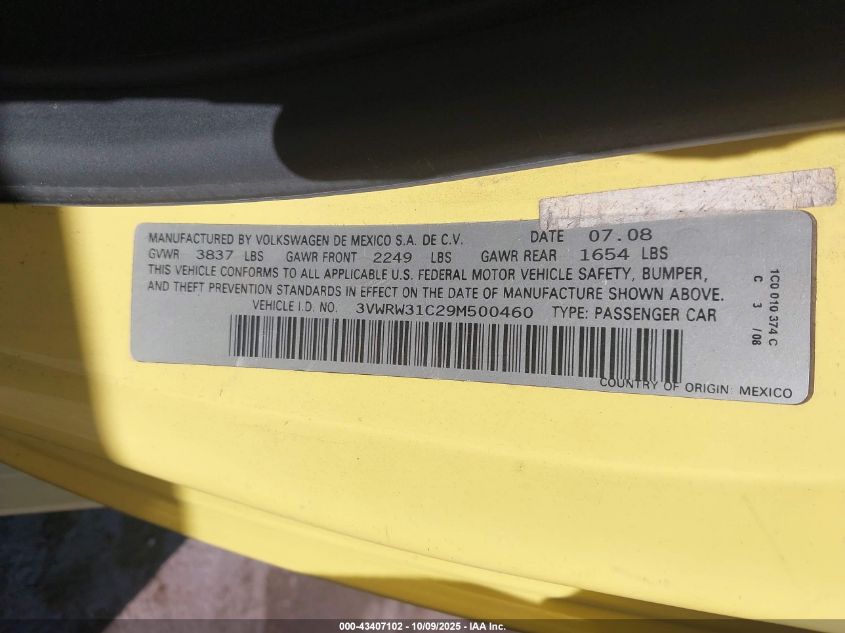 MANUFACTURED BY VOLKSWAGEN DE MEXICO S.A. DE C.V. DATE 07.08
GVWR 3837 LBS GAWR FRONT 2249 LBS GAWR REAR 1654 LBS
THIS VEHICLE CONFORMS TO ALL APPLICABLE U.S. FEDERAL MOTOR VEHICLE SAFETY, BUMPER,
AND THEFT PREVENTION STANDARDS IN EFFECT ON THE DATE OF MANUFACTURE SHOWN ABOVE.
VEHICLE I.D. NO. 3VWRW31C29M500460 TYPE: PASSENGER CAR
COUNTRY OF ORIGIN: MEXICO
1C0 010 374 C
C 3 /08
000-43407102 | 10/09/2025 - IAA Inc.